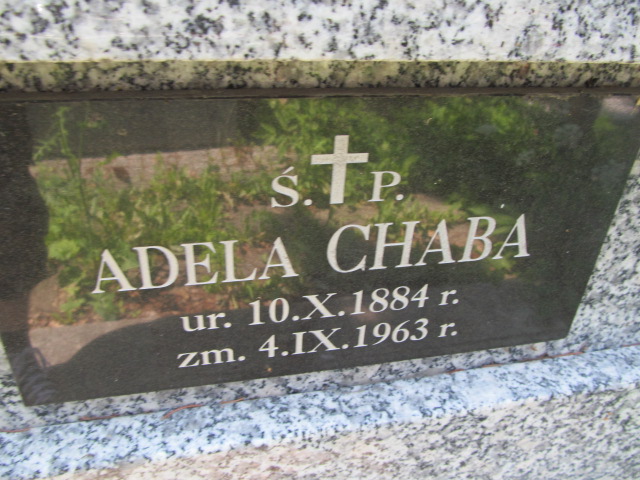 Ś. P.
ADELA CHABA
ur. 10.X.1884 r.
zm. 4.IX.1963 r.